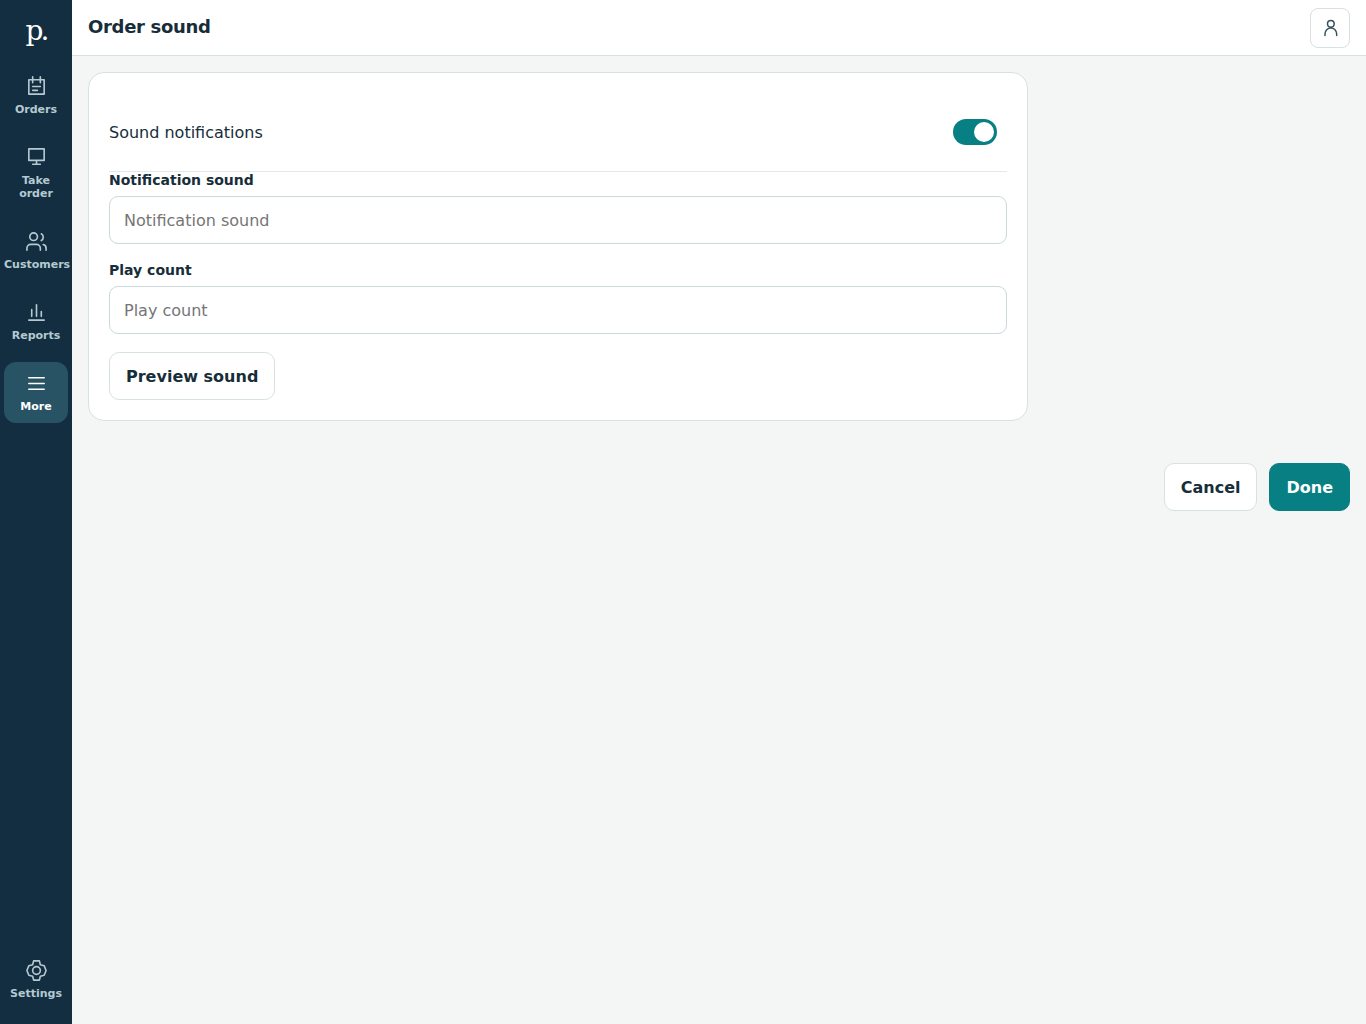 p.
Order sound
Orders
Take
order
Customers
Reports
More
Settings
Sound notifications
Notification sound
Notification sound
Play count
Play count
Preview sound
Cancel
Done